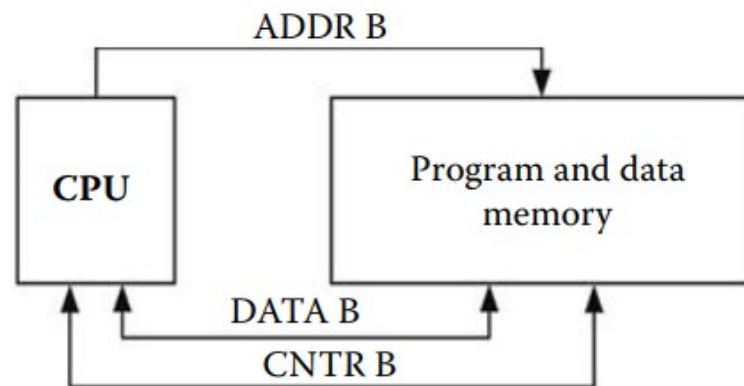 ADDR B
CPU
Program and data
memory
DATA B
CNTR B